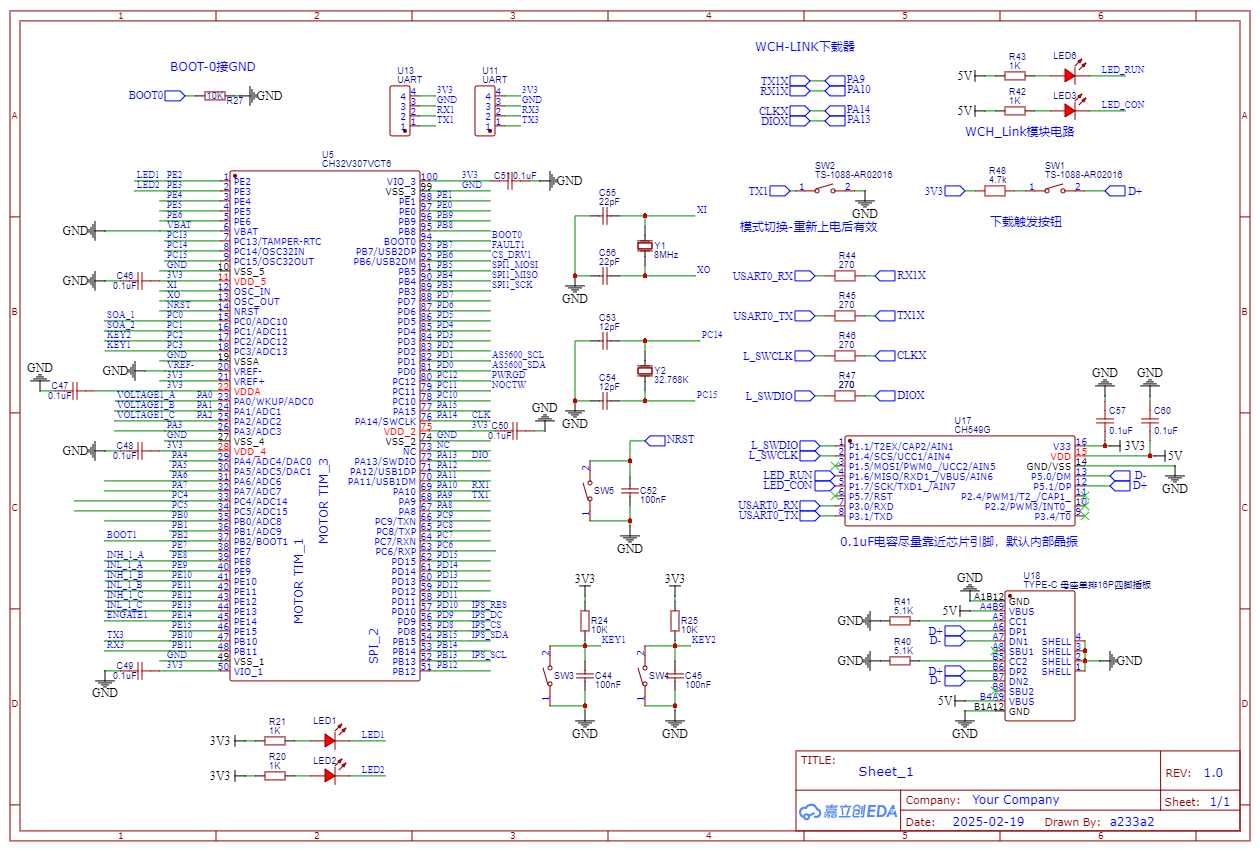 WCH-LINK下载器
BOOT-0接GND
BOOT0
10K
R27
GND
U13
UART
4
3
2
1
3V3
GND
RX1
TX1
U11
UART
4
3
2
1
3V3
GND
RX3
TX3
TX1X PA9
RX1X PA10
CLKX PA14
DIOX PA13
5V
R43
1K
LED6
LED_RUN
5V
R42
1K
LED3
LED_CON
WCH_Link模块电路
U5
CH32V307VCT6
LED1 PE2 1 PE2
LED2 PE3 2 PE3
PE4 3 PE4
PE5 4 PE5
PE6 5 PE6
GND VBAT 6 VBAT
PC13 7 PC13/TAMPER-RTC
PC14 8 PC14/OSC32IN
PC15 9 PC15/OSC32OUT
GND 10 VSS_5
GND C46 0.1uF 3V3 11 VDD_5
XI 12 OSC_IN
XO 13 OSC_OUT
NRST 14 NRST
SOA_1 PC0 15 PC0/ADC10
SOA_2 PC1 16 PC1/ADC11
KEY2 PC2 17 PC2/ADC12
KEY1 PC3 18 PC3/ADC13
GND 19 VSSA
GND VREF- 20 VREF-
3V3 21 VREF+
GND C47 0.1uF 3V3 22 VDDA
VOLTAGE1_A PA0 23 PA0/WKUP/ADC0
VOLTAGE1_B PA1 24 PA1/ADC1
VOLTAGE1_C PA2 25 PA2/ADC2
PA3 26 PA3/ADC3
GND 27 VSS_4
GND C48 0.1uF 3V3 28 VDD_4
PA4 29 PA4/ADC4/DAC0
PA5 30 PA5/ADC5/DAC1
PA6 31 PA6/ADC6
PA7 32 PA7/ADC7
PC4 33 PC4/ADC14
PC5 34 PC5/ADC15
PB0 35 PB0/ADC8
PB1 36 PB1/ADC9
BOOT1 PB2 37 PB2/BOOT1
PE7 38 PE7
INH_1_A PE8 39 PE8
INL_1_A PE9 40 PE9
INH_1_B PE10 41 PE10
INL_1_B PE11 42 PE11
INH_1_C PE12 43 PE12
INL_1_C PE13 44 PE13
ENGATE1 PE14 45 PE14
PE15 46 PE15
TX3 PB10 47 PB10
RX3 PB11 48 PB11
GND 49 VSS_1
GND C49 0.1uF 3V3 50 VIO_1
MOTOR TIM_3
MOTOR TIM_1
SPI_2
VIO_3 100 3V3 C51 0.1uF GND
VSS_3 99 GND
PE1 98 PE1
PE0 97 PE0
PB9 96 PB9
PB8 95 PB8
BOOT0 94 BOOT0
PB7/USB2DP 93 PB7 FAULT1
PB6/USB2DM 92 PB6 CS_DRV1
PB5 91 PB5 SPI1_MOSI
PB4 90 PB4 SPI1_MISO
PB3 89 PB3 SPI1_SCK
PD7 88 PD7
PD6 87 PD6
PD5 86 PD5
PD4 85 PD4
PD3 84 PD3
PD2 83 PD2
PD1 82 PD1 AS5600_SCL
PD0 81 PD0 AS5600_SDA
PC12 80 PC12 PWRGD
PC11 79 PC11 NOCTW
PC10 78 PC10
PA15 77 PA15
PA14/SWCLK 76 PA14 CLK
VDD_2 75 3V3 C50 0.1uF GND
VSS_2 74 GND
NC 73 NC
PA13/SWDIO 72 PA13 DIO
PA12/USB1DP 71 PA12
PA11/USB1DM 70 PA11
PA10 69 PA10 RX1
PA9 68 PA9 TX1
PA8 67 PA8
PC9/TXN 66 PC9
PC8/TXP 65 PC8
PC7/RXN 64 PC7
PC6/RXP 63 PC6
PD15 62 PD15
PD14 61 PD14
PD13 60 PD13
PD12 59 PD12
PD11 58 PD11
PD10 57 PD10 IPS_RES
PD9 56 PD9 IPS_DC
PD8 55 PD8 IPS_CS
PB15 54 PB15 IPS_SDA
PB14 53 PB14
PB13 52 PB13 IPS_SCL
PB12 51 PB12
C55
22pF
XI
Y1
8MHz
C56
22pF
XO
GND
C53
12pF
PC14
Y2
32.768K
C54
12pF
PC15
GND
NRST
2
SW5
1
C52
100nF
GND
3V3
R24
10K
KEY1
2
SW3
1
C44
100nF
GND
3V3
R25
10K
KEY2
2
SW4
1
C45
100nF
GND
SW2
TS-1088-AR02016
TX1 1 2
GND
模式切换-重新上电后有效
3V3
R48
4.7k
SW1
TS-1088-AR02016
1 2
D+
下载触发按钮
USART0_RX
R44
270
RX1X
USART0_TX
R45
270
TX1X
L_SWCLK
R46
270
CLKX
L_SWDIO
R47
270
DIOX
GND
GND
C57
0.1uF
C60
0.1uF
3V3
5V
GND
U17
CH549G
L_SWDIO 1 P1.1/T2EX/CAP2/AIN1
L_SWCLK 2 P1.4/SCS/UCC1/AIN4
3 P1.5/MOSI/PWM0_/UCC2/AIN5
LED_RUN 4 P1.6/MISO/RXD1_/VBUS/AIN6
LED_CON 5 P1.7/SCK/TXD1_/AIN7
6 P5.7/RST
USART0_RX 7 P3.0/RXD
USART0_TX 8 P3.1/TXD
V33 16
VDD 15
GND/VSS 14
P5.0/DM 13 D-
P5.1/DP 12 D+
P2.4/PWM1/T2_/CAP1_ 11
P2.2/PWM3/INT0_ 10
P3.4/T0 9
0.1uF电容尽量靠近芯片引脚，默认内部晶振
U18
TYPE-C 母座单排16P四脚插板
GND A1B12 GND
5V A4B9 VBUS
GND R41 5.1K A5 CC1
D+ A6 DP1
D- A7 DN1
A8 SBU1
GND R40 5.1K B5 CC2
D+ B6 DP2
D- B7 DN2
B8 SBU2
5V B4A9 VBUS
GND B1A12 GND
SHELL 4
SHELL 3
SHELL 2
SHELL 1
GND
3V3
R21
1K
LED1
LED1
3V3
R20
1K
LED2
LED2
TITLE:
Sheet_1
REV: 1.0
嘉立创EDA
Company: Your Company
Sheet: 1/1
Date: 2025-02-19 Drawn By: a233a2
1 2 3 4 5 6
1 2 3 4 5 6
A B C D
A B C D